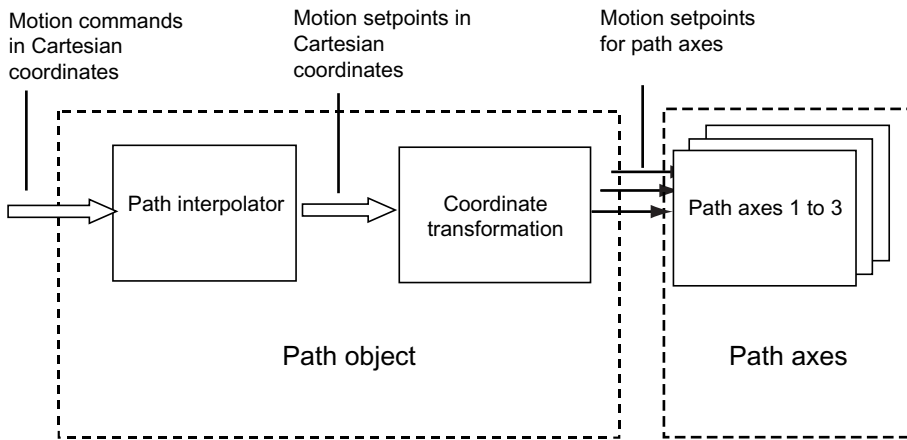 Motion commands
in Cartesian
coordinates
Motion setpoints in
Cartesian
coordinates
Motion setpoints
for path axes
Path interpolator
Coordinate
transformation
Path axes 1 to 3
Path object
Path axes